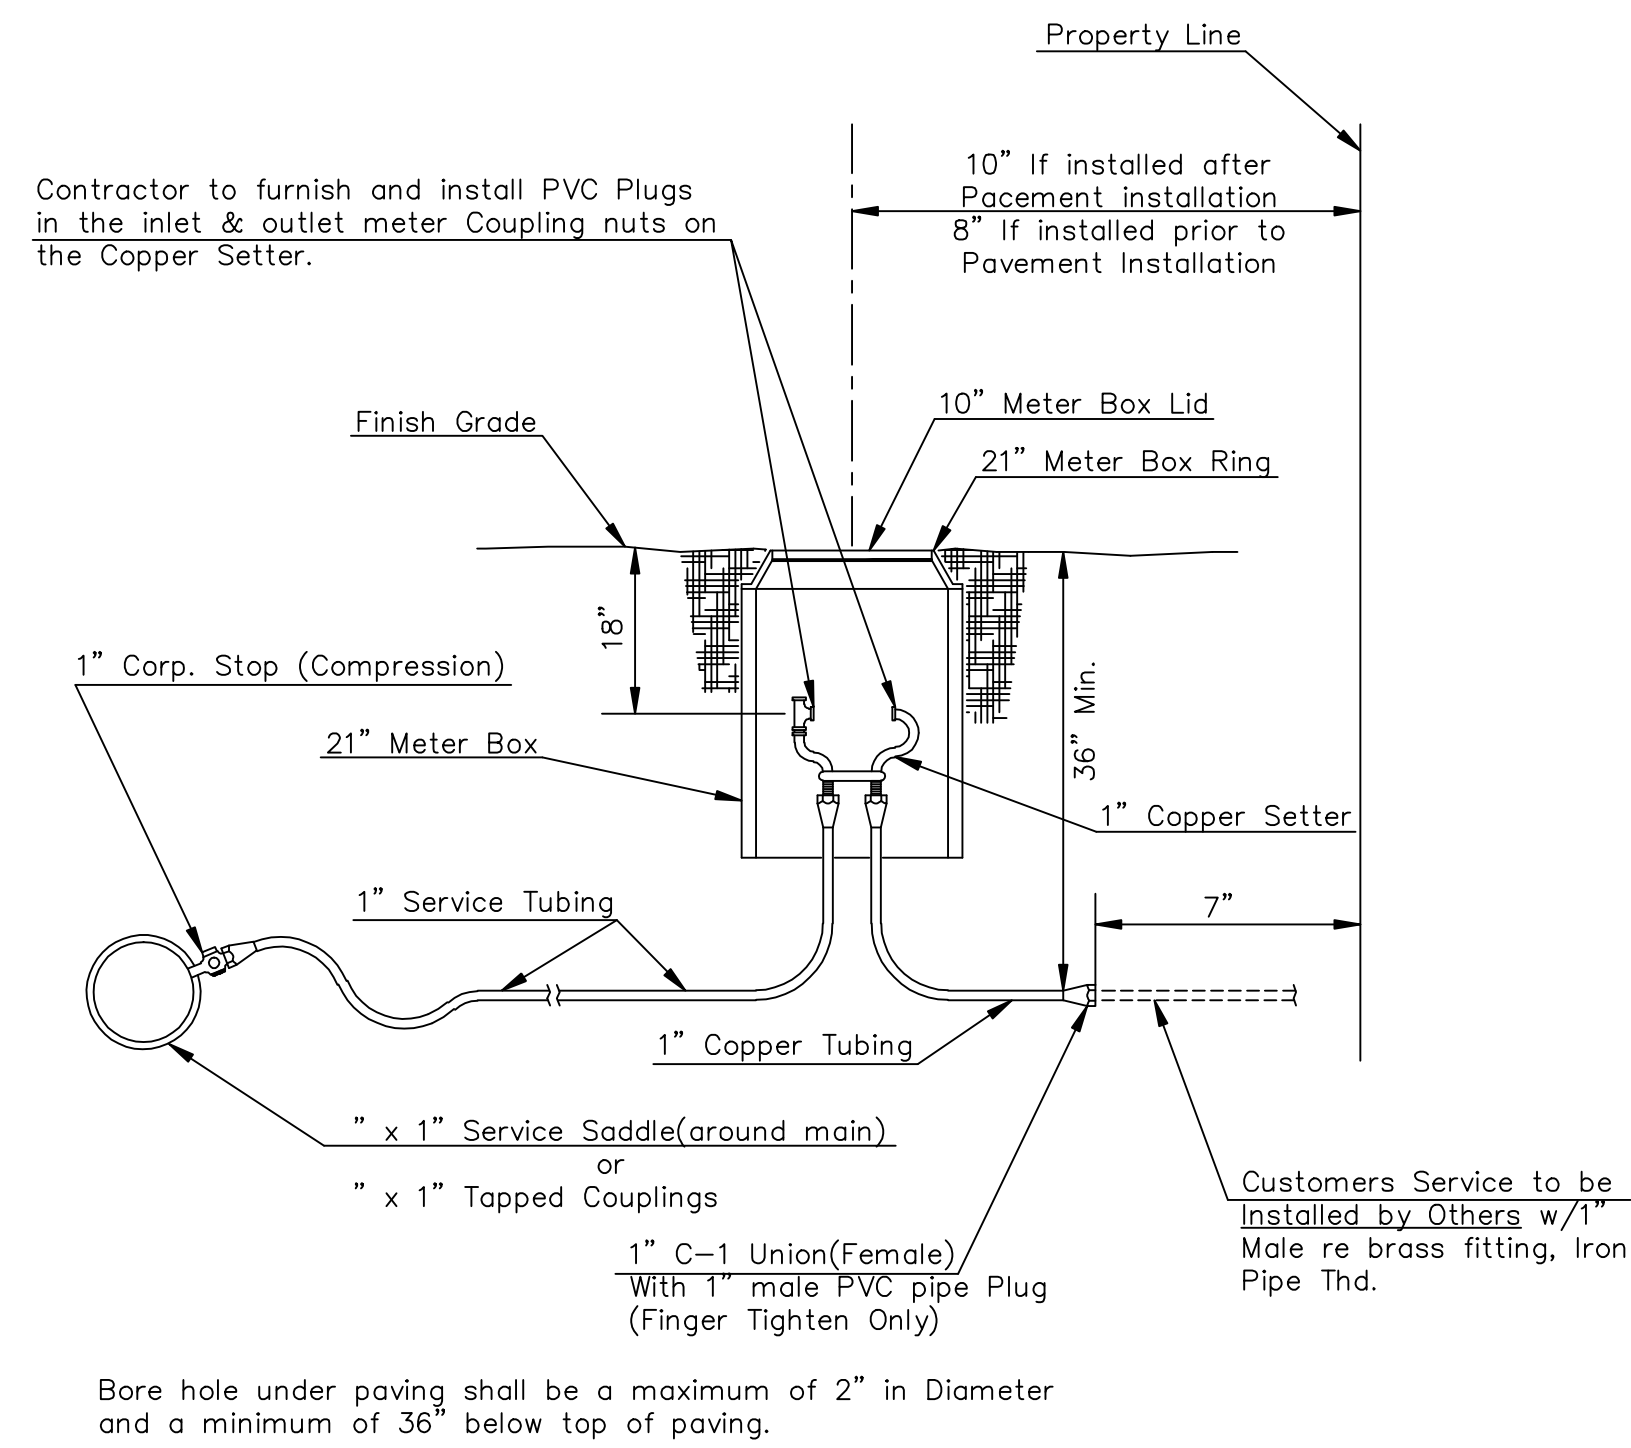 Property Line
10” If installed after
Pacement installation
8” If installed prior to
Pavement Installation
Contractor to furnish and install PVC Plugs
in the inlet & outlet meter Coupling nuts on
the Copper Setter.
10” Meter Box Lid
Finish Grade
21” Meter Box Ring
18”
1” Corp. Stop (Compression)
36” Min.
21” Meter Box
1” Copper Setter
1” Service Tubing
7”
1” Copper Tubing
” x 1” Service Saddle(around main)
or
” x 1” Tapped Couplings
Customers Service to be
Installed by Others w/1”
Male re brass fitting, Iron
Pipe Thd.
1” C-1 Union(Female)
With 1” male PVC pipe Plug
(Finger Tighten Only)
Bore hole under paving shall be a maximum of 2” in Diameter
and a minimum of 36” below top of paving.